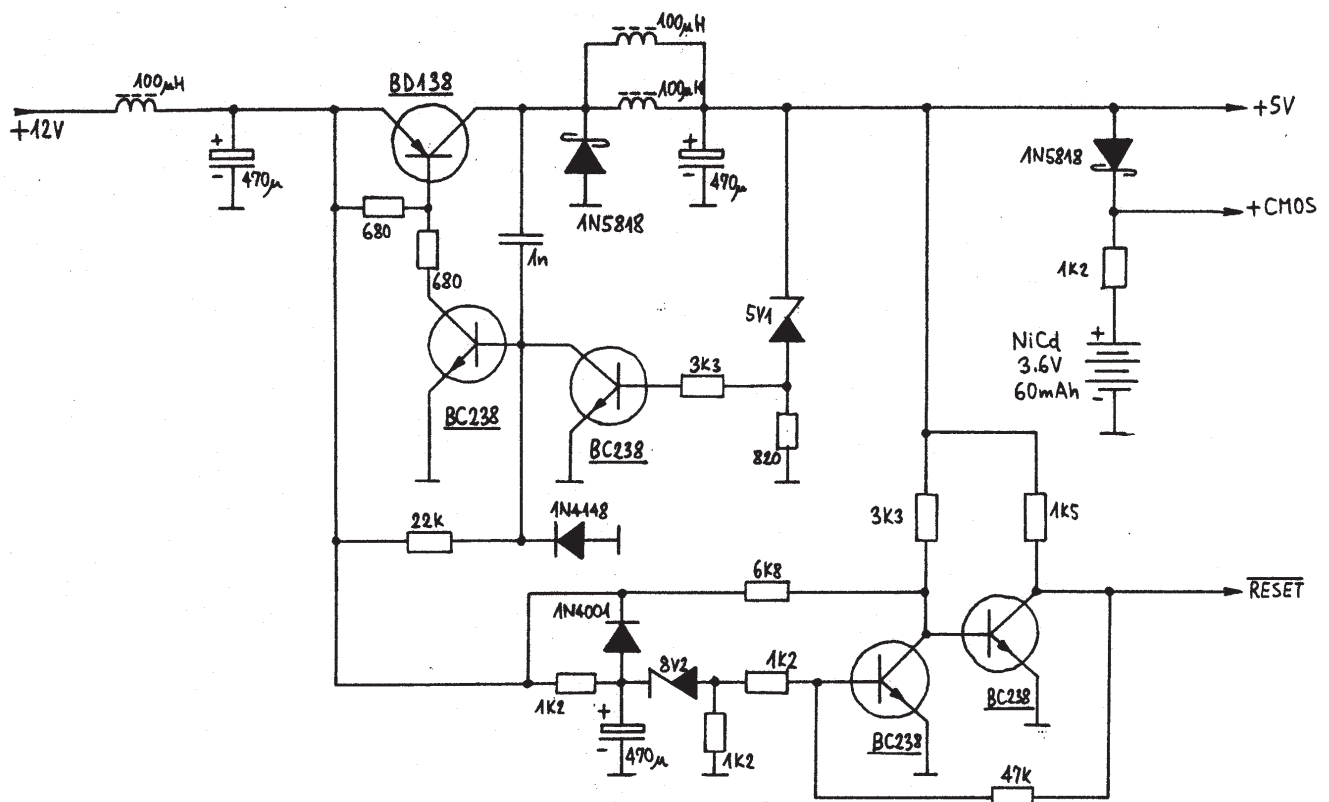 100µH
100µH
BD138
100µH
+12V
+5V
+
-
470µ
+
-
470µ
1N5818
+CMOS
680
1N5818
1n
1K2
680
5V1
+
NiCd
3.6V
60mAh
-
3K3
BC238
BC238
820
22K
1N4148
3K3
1K5
6K8
RESET
1N4001
8V2
1K2
1K2
+
-
470µ
1K2
BC238
BC238
47K